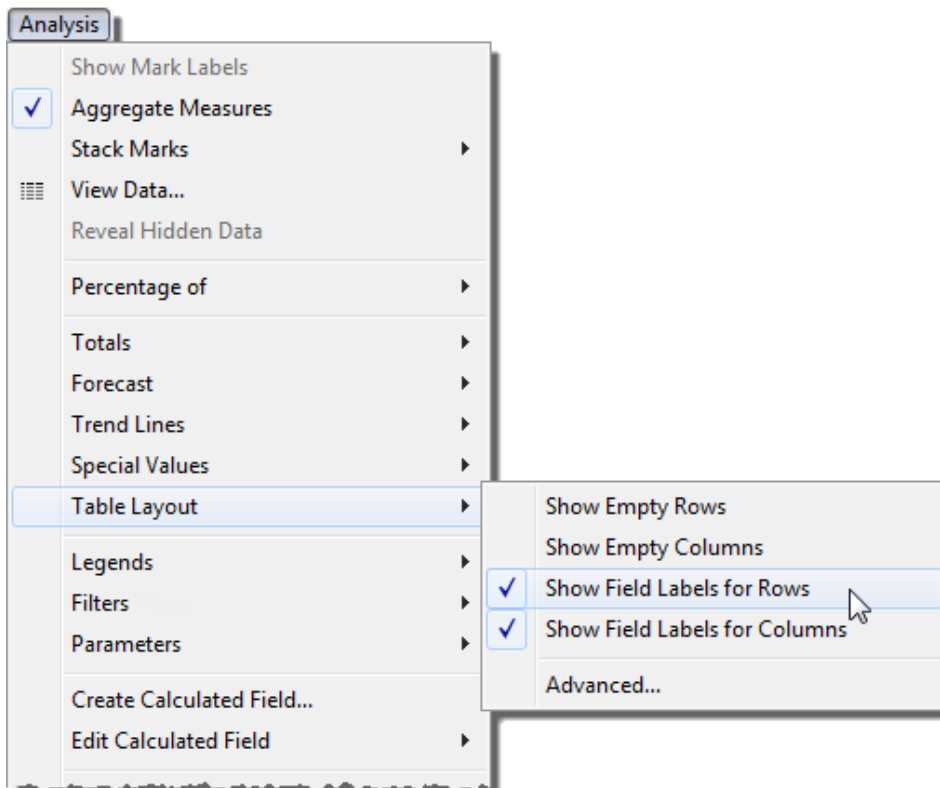 Analysis
Show Mark Labels
Aggregate Measures
Stack Marks
View Data...
Reveal Hidden Data
Percentage of
Totals
Forecast
Trend Lines
Special Values
Table Layout
Show Empty Rows
Show Empty Columns
Show Field Labels for Rows
Show Field Labels for Columns
Advanced...
Legends
Filters
Parameters
Create Calculated Field...
Edit Calculated Field